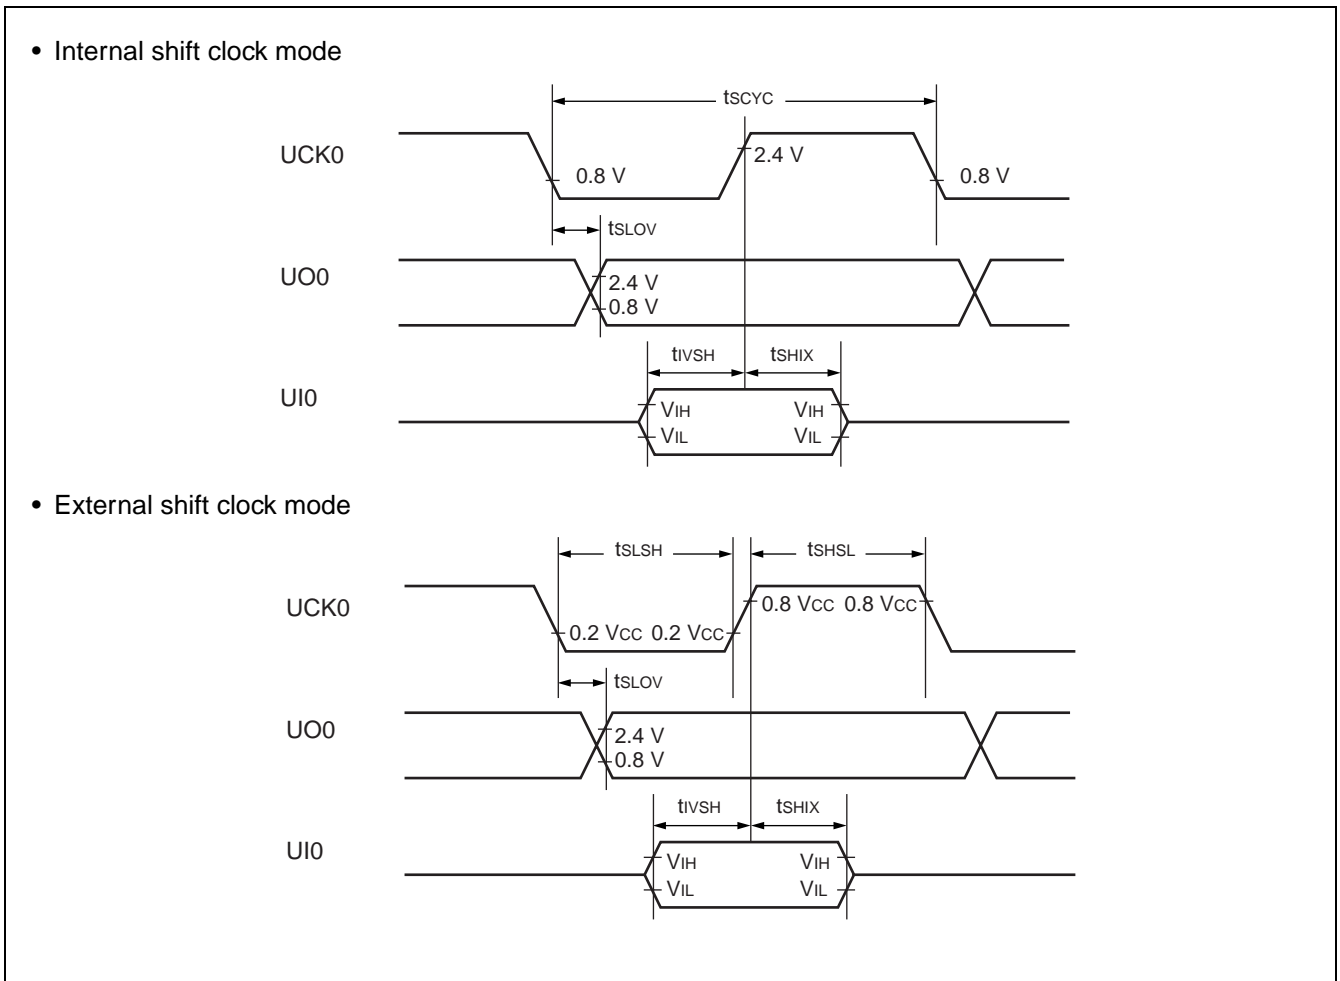 • Internal shift clock mode
tSCYC
UCK0
2.4 V
0.8 V
0.8 V
tSLOV
UO0
2.4 V
0.8 V
tIVSH
tSHIX
UI0
VIH
VIH
VIL
VIL
• External shift clock mode
tSLSH
tSHSL
UCK0
0.8 VCC 0.8 VCC
0.2 VCC 0.2 VCC
tSLOV
UO0
2.4 V
0.8 V
tIVSH
tSHIX
UI0
VIH
VIH
VIL
VIL